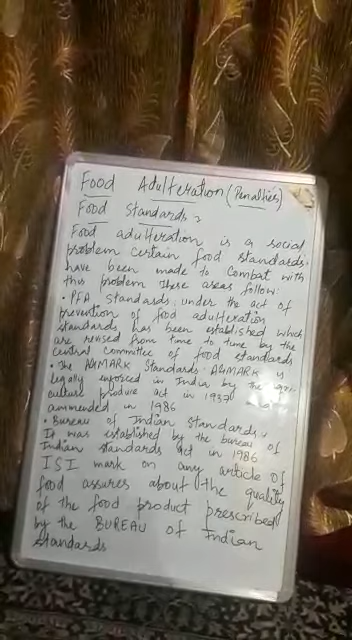 Food Adulteration (Penalties)
Food Standards
Food adulteration is a social
problem certain food standards
have been made to combat with
this problem These areas follow:
• PFA standards: under the act of
prevention of food adulteration
standards has been established which
are revised from time to time by the
central committee of food standards
• The AGMARK standards: AGMARK is
legally enforced in India by the agri-
culture produce act in 1937
ammended in 1986
• Bureau of Indian Standards:
It was established by the bureau of
Indian standards act in 1986
ISI mark on any article of
food assures about the quality
of the food product prescribed
by the BUREAU of Indian
standards